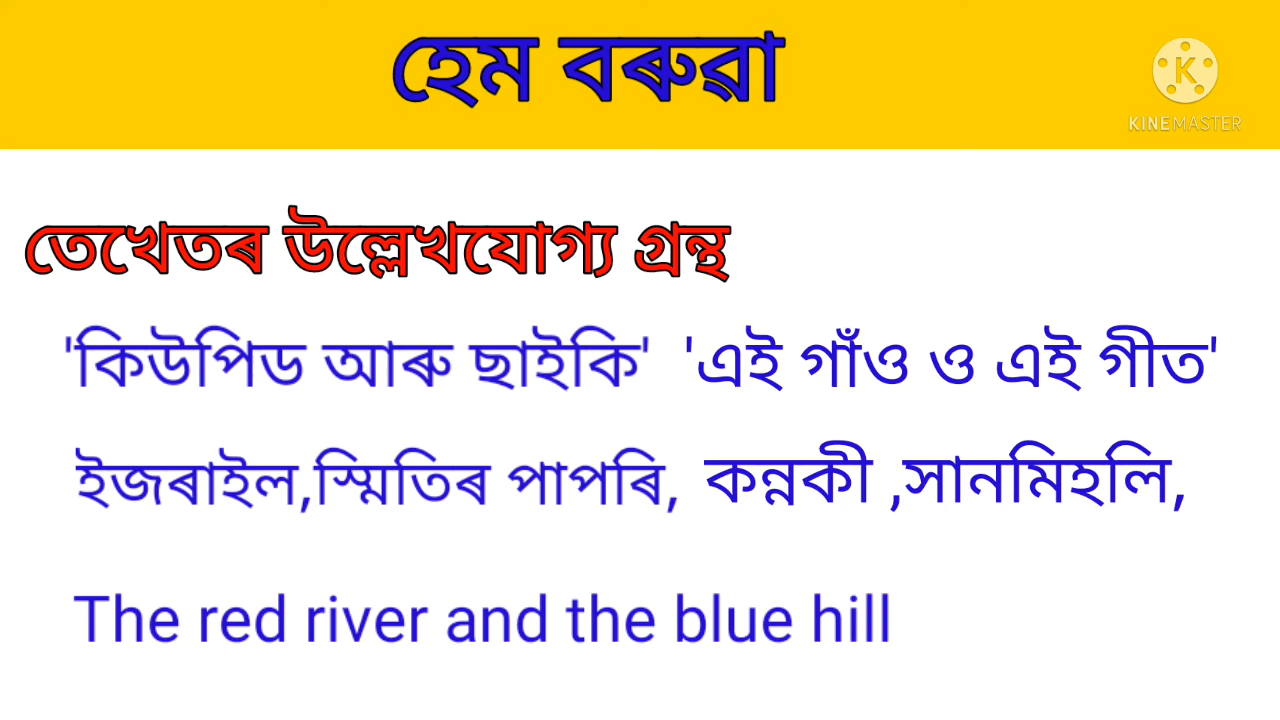 হেম বৰুৱা
KINEMASTER
তেখেতৰ উল্লেখযোগ্য গ্ৰন্থ
'কিউপিড আৰু ছাইকি' 'এই গাঁও ও এই গীত'
ইজৰাইল,স্মিতিৰ পাপৰি, কন্নকী ,সানমিহলি,
The red river and the blue hill